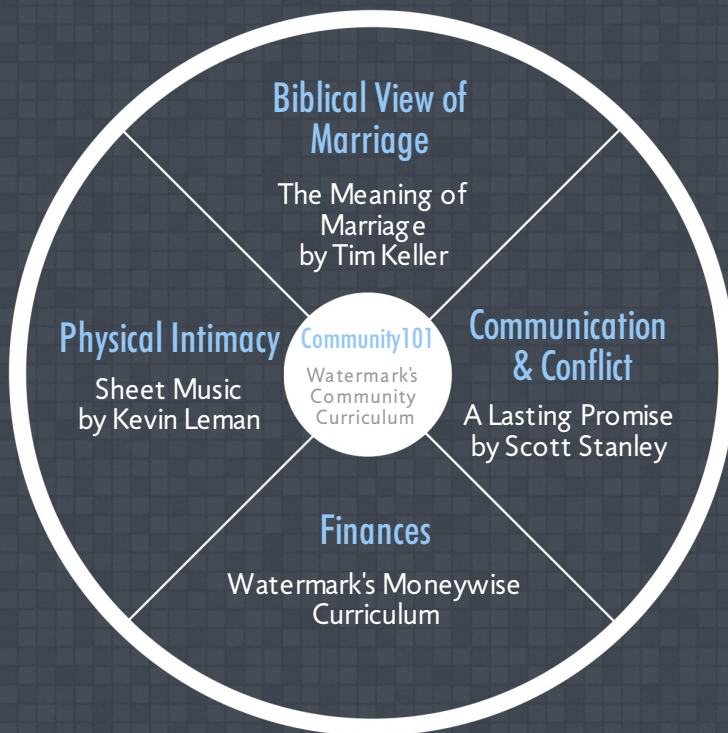 Biblical View of
Marriage
The Meaning of
Marriage
by Tim Keller
Physical Intimacy
Sheet Music
by Kevin Leman
Community101
Watermark's
Community
Curriculum
Communication
& Conflict
A Lasting Promise
by Scott Stanley
Finances
Watermark's Moneywise
Curriculum